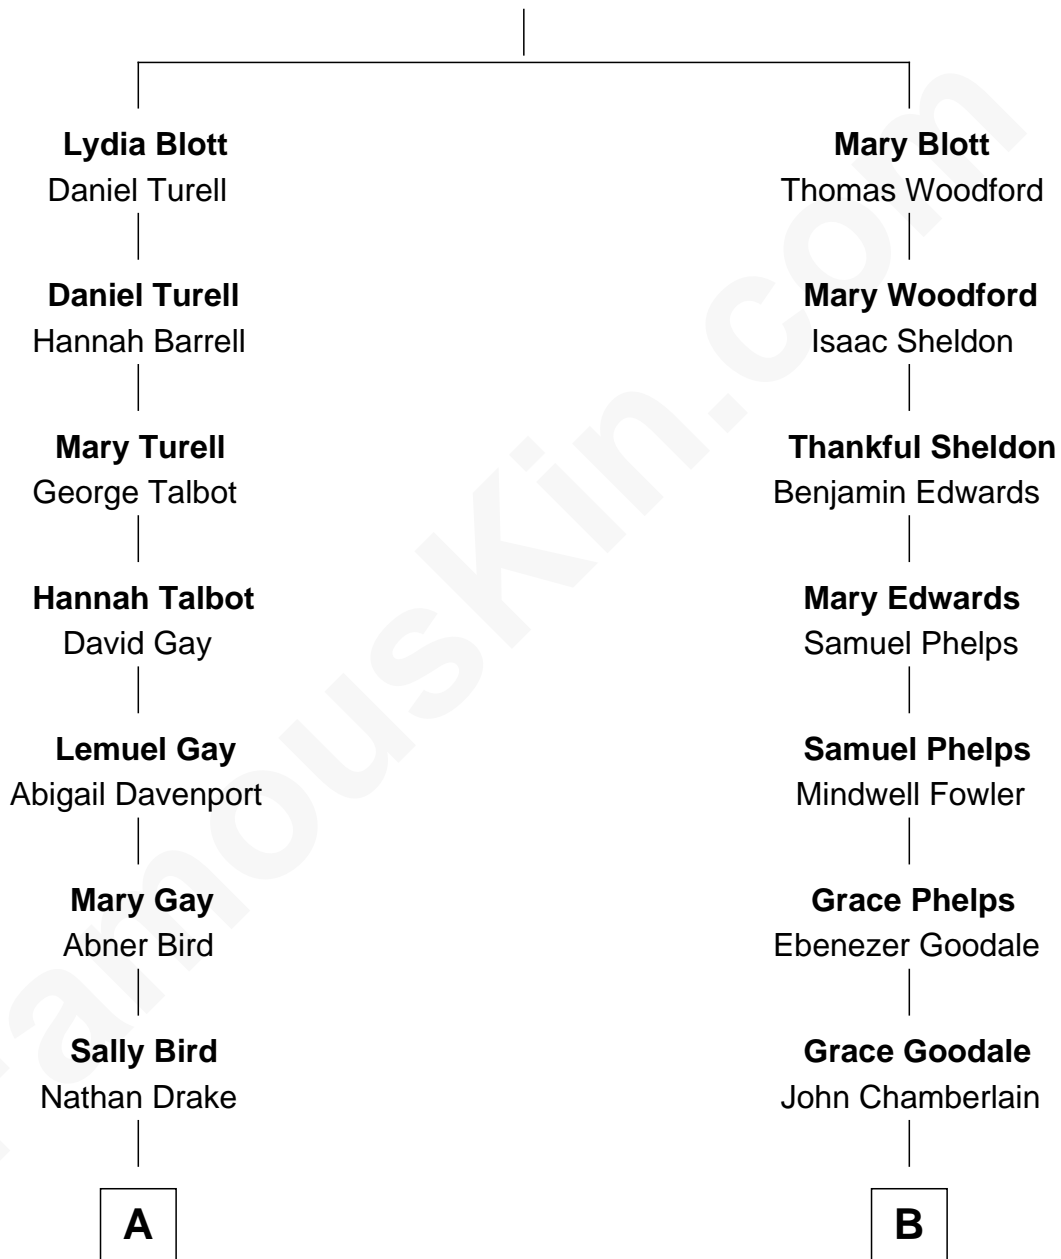 Lydia Blott
Daniel Turell
Daniel Turell
Hannah Barrell
Mary Turell
George Talbot
Hannah Talbot
David Gay
Lemuel Gay
Abigail Davenport
Mary Gay
Abner Bird
Sally Bird
Nathan Drake
A
Mary Blott
Thomas Woodford
Mary Woodford
Isaac Sheldon
Thankful Sheldon
Benjamin Edwards
Mary Edwards
Samuel Phelps
Samuel Phelps
Mindwell Fowler
Grace Phelps
Ebenezer Goodale
Grace Goodale
John Chamberlain
B
FamousKin.com